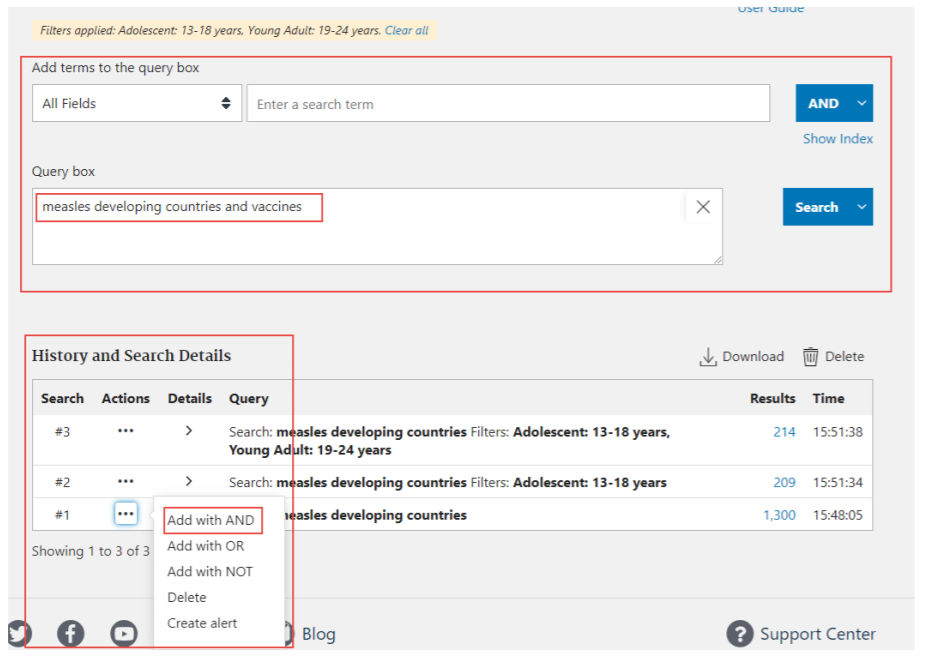 User Guide
Filters applied: Adolescent: 13-18 years, Young Adult: 19-24 years. Clear all
Add terms to the query box
All Fields
Enter a search term
AND
Show Index
Query box
measles developing countries and vaccines
Search
History and Search Details
Download
Delete
Search Actions Details Query Results Time
#3 ••• Search: measles developing countries Filters: Adolescent: 13-18 years, 214 15:51:38
Young Adult: 19-24 years
#2 ••• Search: measles developing countries Filters: Adolescent: 13-18 years 209 15:51:34
#1 ••• measles developing countries 1,300 15:48:05
Add with AND
Showing 1 to 3 of 3
Add with OR
Add with NOT
Delete
Create alert
Blog
Support Center